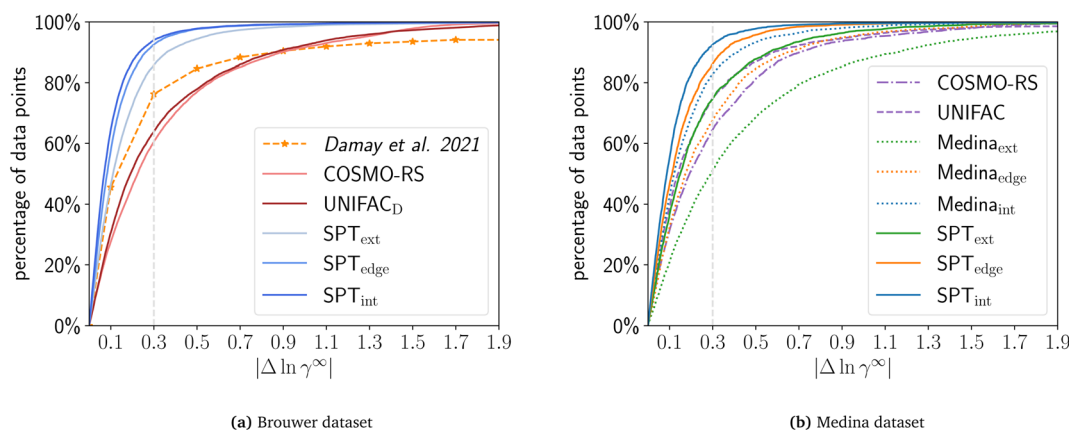 100%
80%
60%
40%
20%
0%
percentage of data points
Damay et al. 2021
COSMO-RS
UNIFAC_D
SPT_ext
SPT_edge
SPT_int
0.1 0.3 0.5 0.7 0.9 1.1 1.3 1.5 1.7 1.9
|Δ ln γ^∞|
(a) Brouwer dataset
100%
80%
60%
40%
20%
0%
percentage of data points
COSMO-RS
UNIFAC
Medina_ext
Medina_edge
Medina_int
SPT_ext
SPT_edge
SPT_int
0.1 0.3 0.5 0.7 0.9 1.1 1.3 1.5 1.7 1.9
|Δ ln γ^∞|
(b) Medina dataset